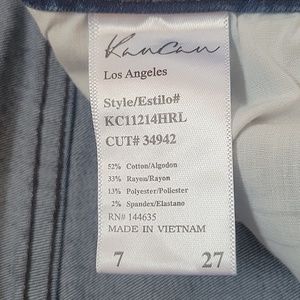 KanCan
Los Angeles
Style/Estilo#
KC11214HRL
CUT# 34942
52% Cotton/Algodon
33% Rayon/Rayon
13% Polyester/Poliester
2% Spandex/Elastano
RN# 144635
MADE IN VIETNAM
7 27